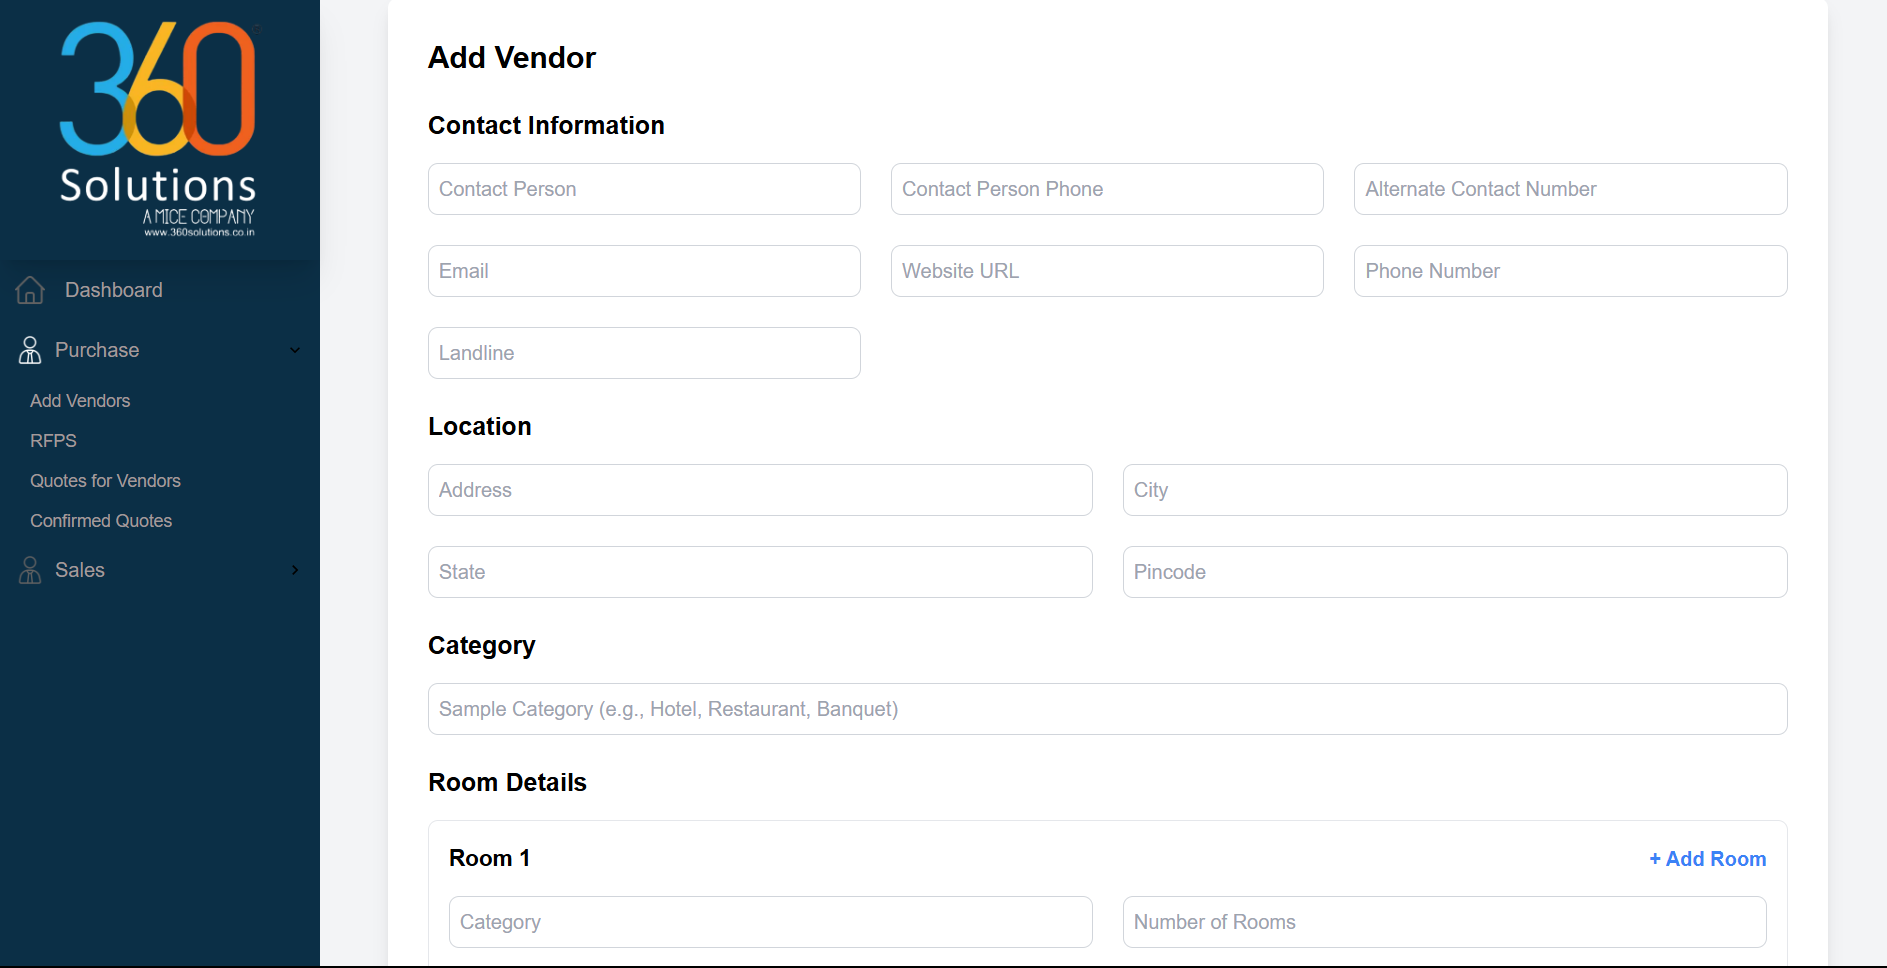 360
Solutions
A MICE COMPANY
www.360solutions.co.in
Dashboard
Purchase
Add Vendors
RFPS
Quotes for Vendors
Confirmed Quotes
Sales
Add Vendor
Contact Information
Contact Person Contact Person Phone Alternate Contact Number
Email Website URL Phone Number
Landline
Location
Address City
State Pincode
Category
Sample Category (e.g., Hotel, Restaurant, Banquet)
Room Details
Room 1 + Add Room
Category Number of Rooms